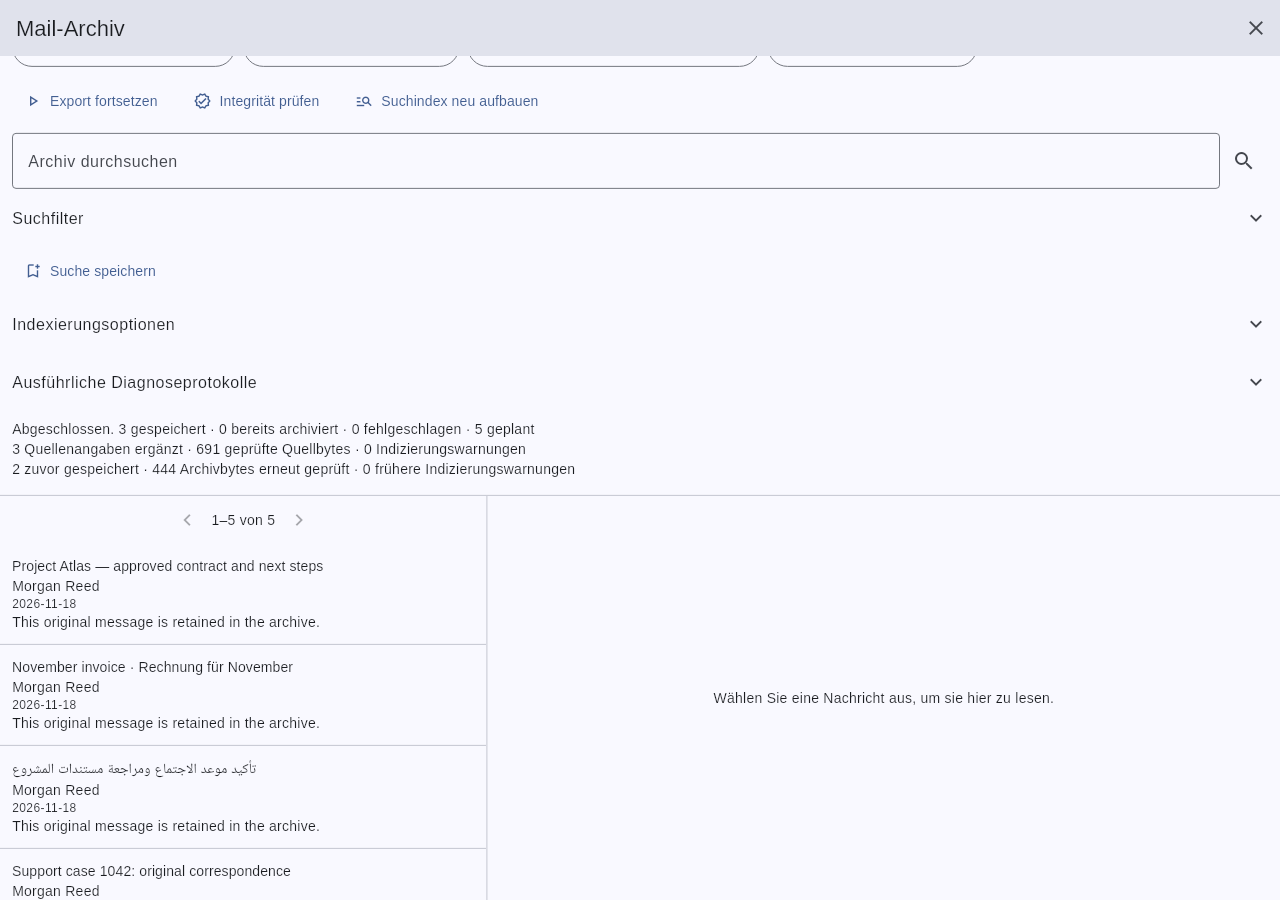 Mail-Archiv
Export fortsetzen
Integrität prüfen
Suchindex neu aufbauen
Archiv durchsuchen
Suchfilter
Suche speichern
Indexierungsoptionen
Ausführliche Diagnoseprotokolle
Abgeschlossen. 3 gespeichert · 0 bereits archiviert · 0 fehlgeschlagen · 5 geplant
3 Quellenangaben ergänzt · 691 geprüfte Quellbytes · 0 Indizierungswarnungen
2 zuvor gespeichert · 444 Archivbytes erneut geprüft · 0 frühere Indizierungswarnungen
1–5 von 5
Project Atlas — approved contract and next steps
Morgan Reed
2026-11-18
This original message is retained in the archive.
November invoice · Rechnung für November
Morgan Reed
2026-11-18
This original message is retained in the archive.
تأكيد موعد الاجتماع ومراجعة مستندات المشروع
Morgan Reed
2026-11-18
This original message is retained in the archive.
Support case 1042: original correspondence
Morgan Reed
Wählen Sie eine Nachricht aus, um sie hier zu lesen.